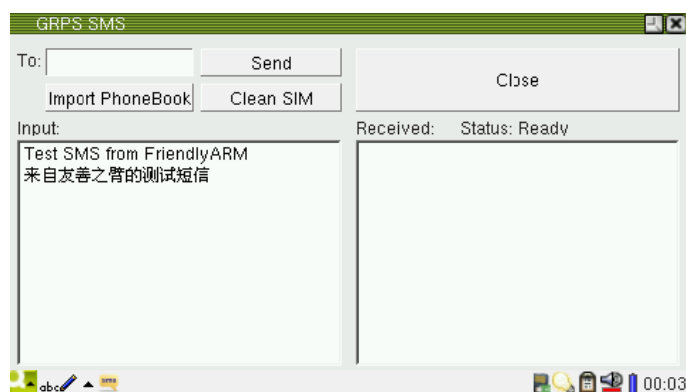 GRPS SMS
To:
Send
Close
Import PhoneBook
Clean SIM
Input:
Received: Status: Ready
Test SMS from FriendlyARM
来自友善之臂的测试短信
abc
00:03